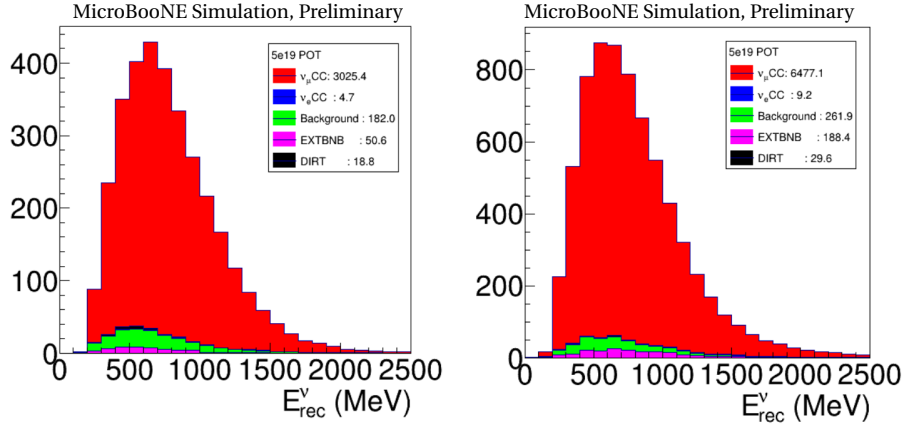 MicroBooNE Simulation, Preliminary
5e19 POT
νμCC: 3025.4
νeCC : 4.7
Background : 182.0
EXTBNB : 50.6
DIRT : 18.8
400
300
200
100
0
0 500 1000 1500 2000 2500
E^ν_rec (MeV)
MicroBooNE Simulation, Preliminary
5e19 POT
νμCC: 6477.1
νeCC : 9.2
Background : 261.9
EXTBNB : 188.4
DIRT : 29.6
800
600
400
200
0
0 500 1000 1500 2000 2500
E^ν_rec (MeV)